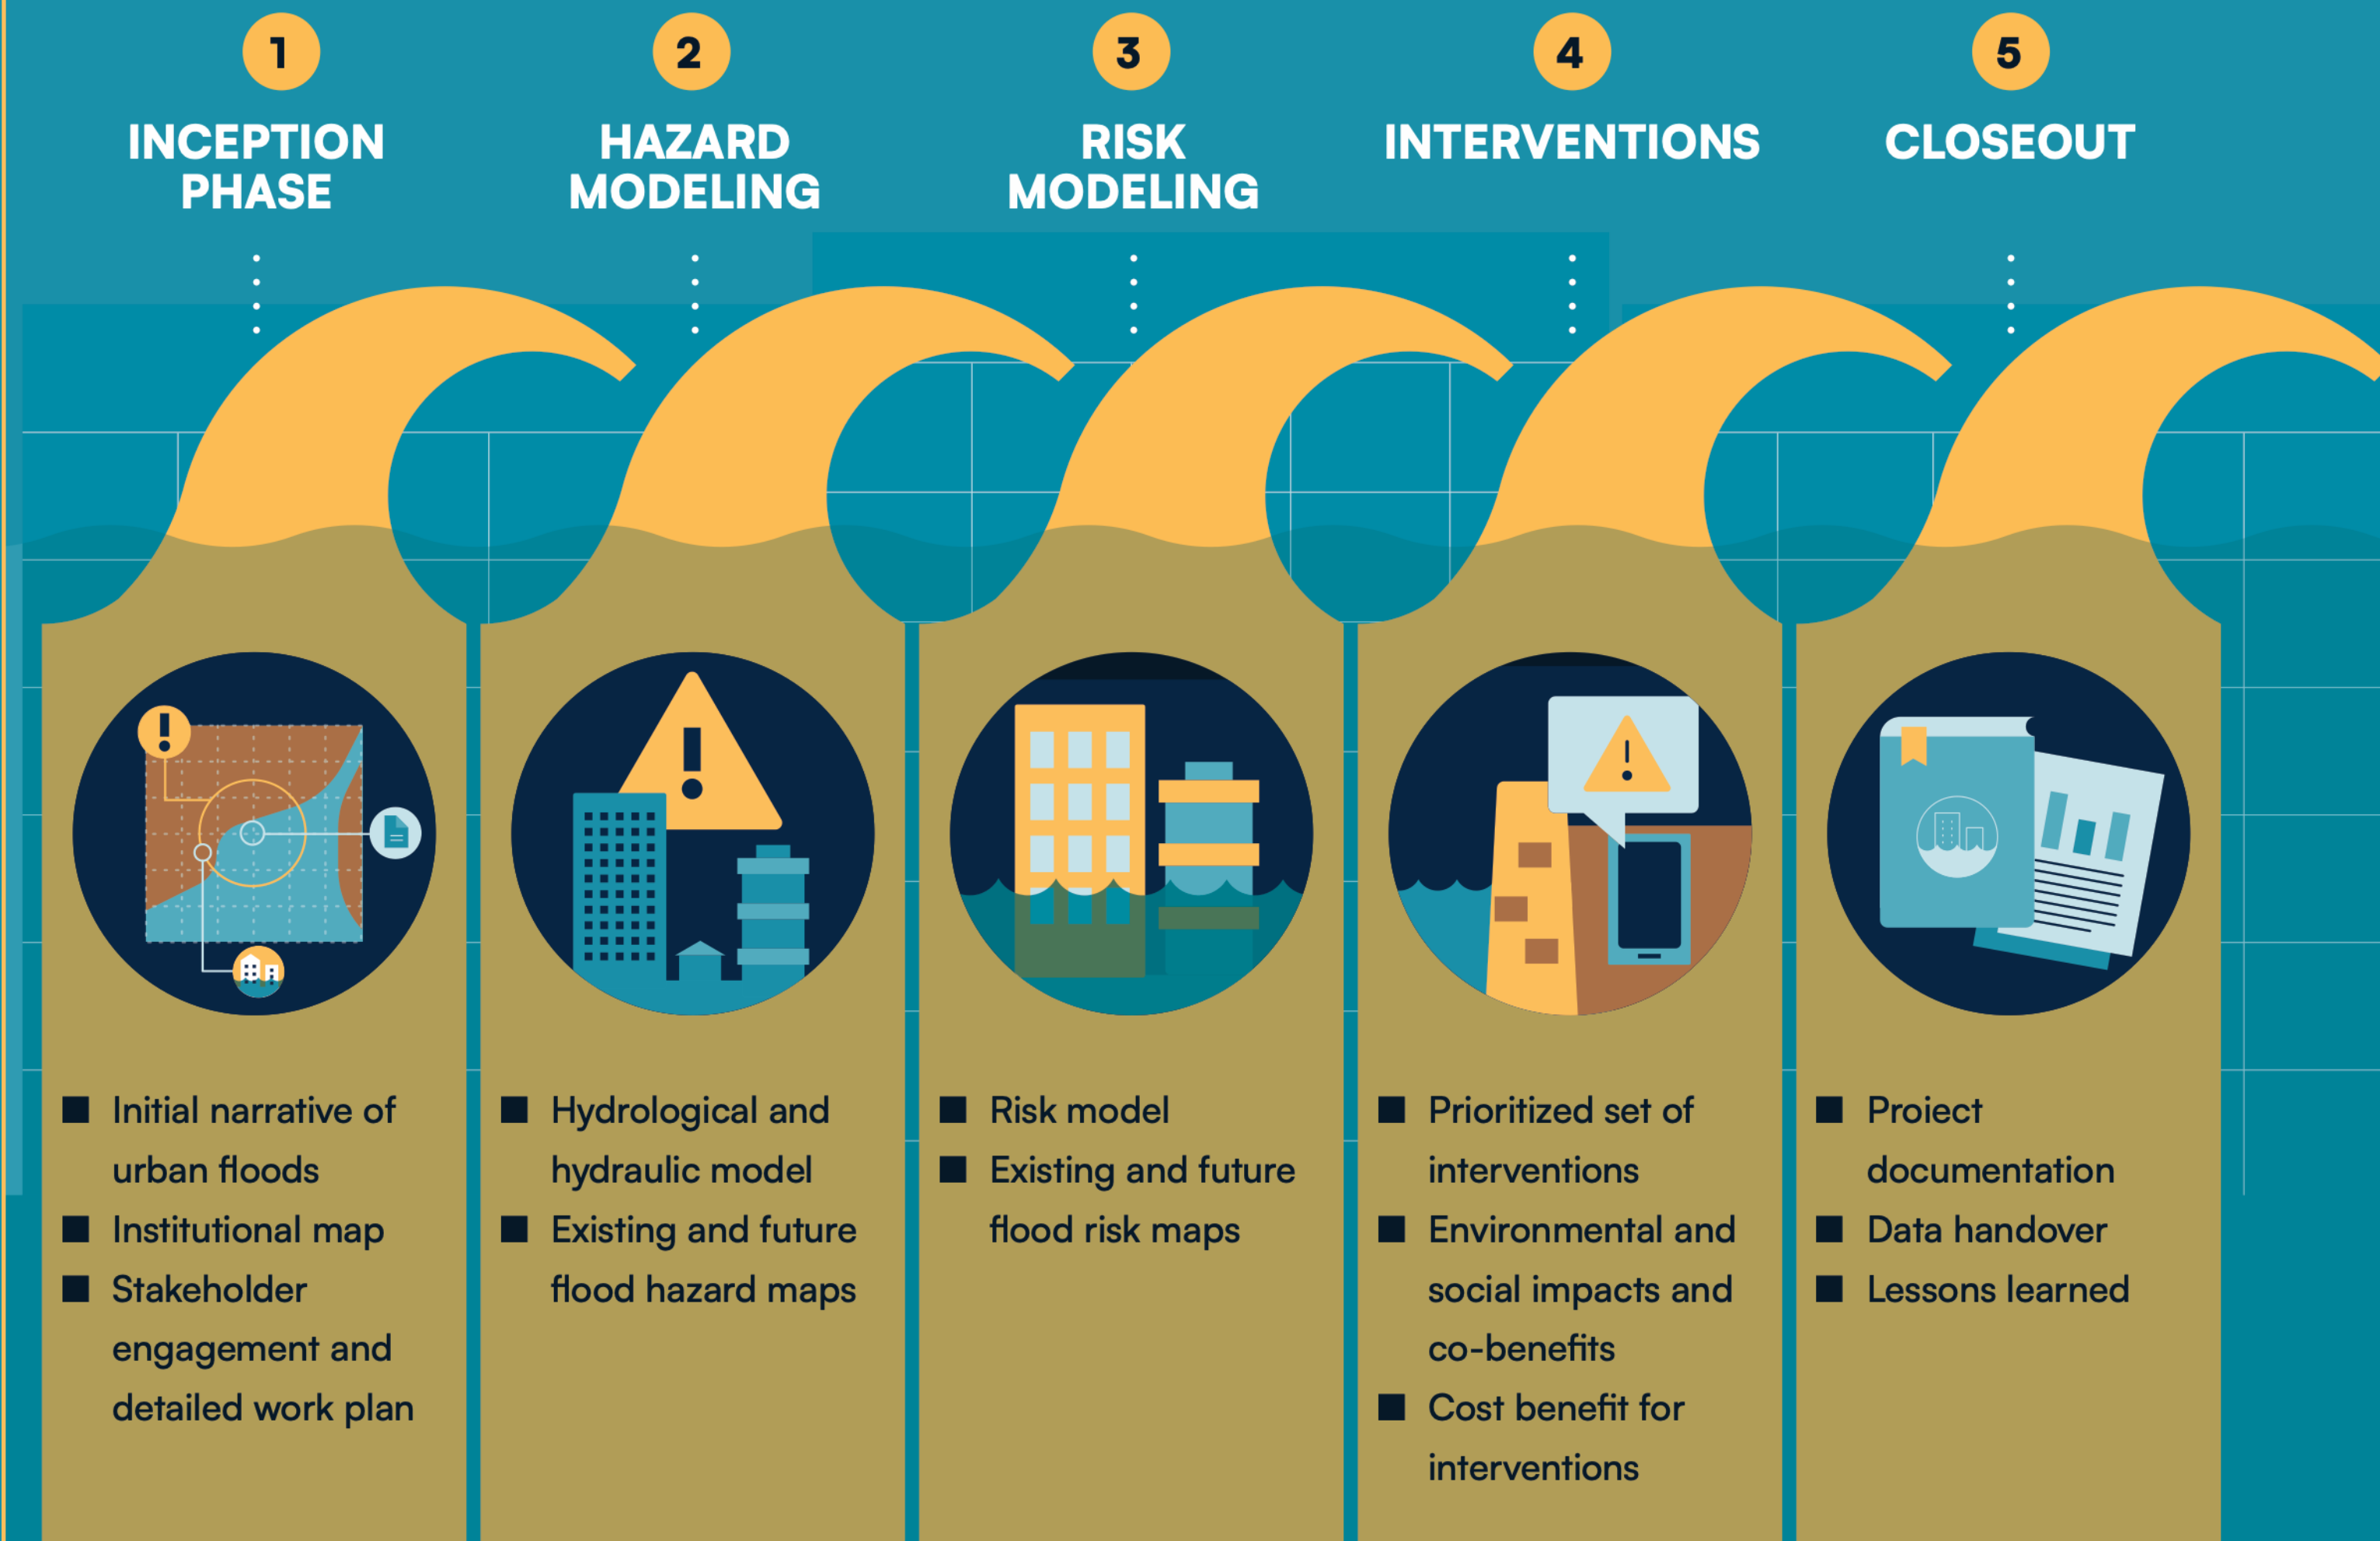 1
INCEPTION
PHASE
Initial narrative of
urban floods
Institutional map
Stakeholder
engagement and
detailed work plan
2
HAZARD
MODELING
Hydrological and
hydraulic model
Existing and future
flood hazard maps
3
RISK
MODELING
Risk model
Existing and future
flood risk maps
4
INTERVENTIONS
Prioritized set of
interventions
Environmental and
social impacts and
co-benefits
Cost benefit for
interventions
5
CLOSEOUT
Proiect
documentation
Data handover
Lessons learned